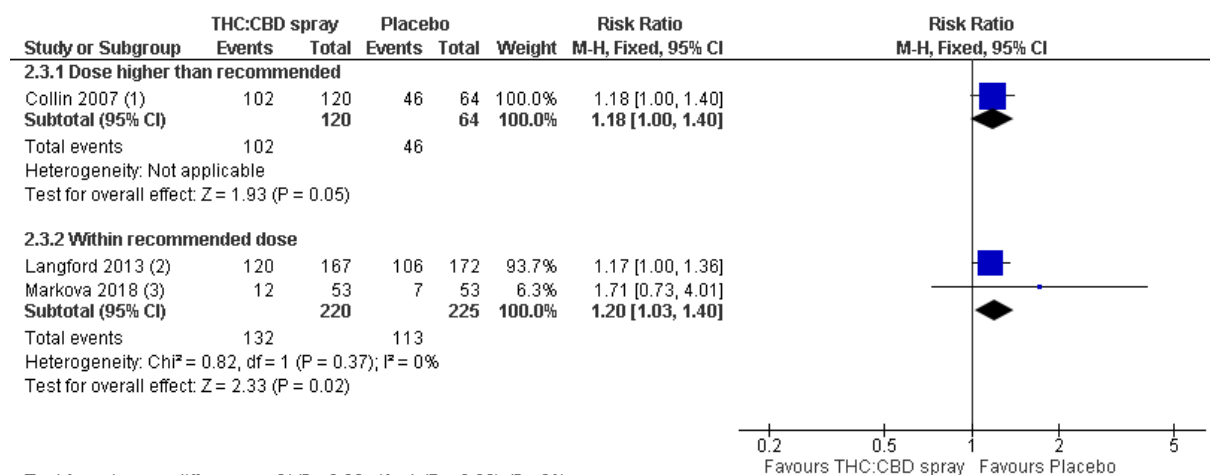 THC:CBD spray Placebo Risk Ratio Risk Ratio
Study or Subgroup Events Total Events Total Weight M-H, Fixed, 95% CI M-H, Fixed, 95% CI
2.3.1 Dose higher than recommended
Collin 2007 (1) 102 120 46 64 100.0% 1.18 [1.00, 1.40]
Subtotal (95% CI) 120 64 100.0% 1.18 [1.00, 1.40]
Total events 102 46
Heterogeneity: Not applicable
Test for overall effect: Z = 1.93 (P = 0.05)
2.3.2 Within recommended dose
Langford 2013 (2) 120 167 106 172 93.7% 1.17 [1.00, 1.36]
Markova 2018 (3) 12 53 7 53 6.3% 1.71 [0.73, 4.01]
Subtotal (95% CI) 220 225 100.0% 1.20 [1.03, 1.40]
Total events 132 113
Heterogeneity: Chi² = 0.82, df = 1 (P = 0.37); I² = 0%
Test for overall effect: Z = 2.33 (P = 0.02)
0.2 0.5 1 2 5
Favours THC:CBD spray Favours Placebo